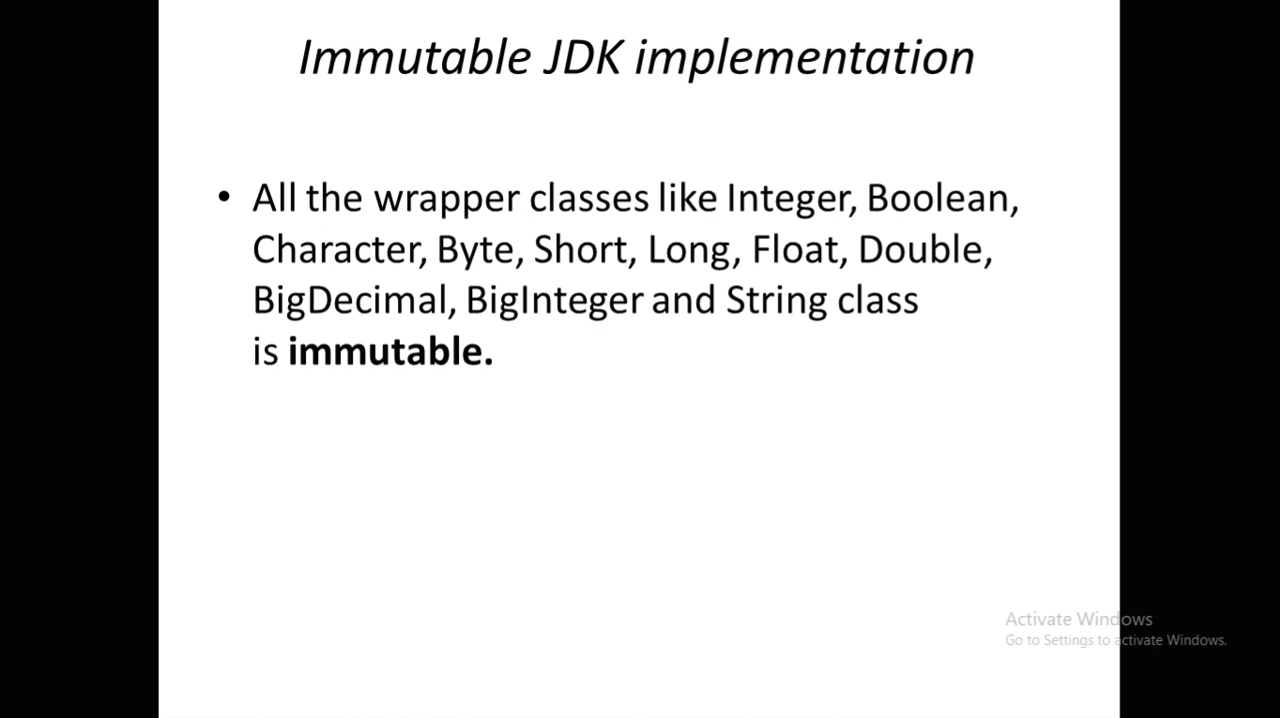 Immutable JDK implementation
• All the wrapper classes like Integer, Boolean,
Character, Byte, Short, Long, Float, Double,
BigDecimal, BigInteger and String class
is immutable.
Activate Windows
Go to Settings to activate Windows.